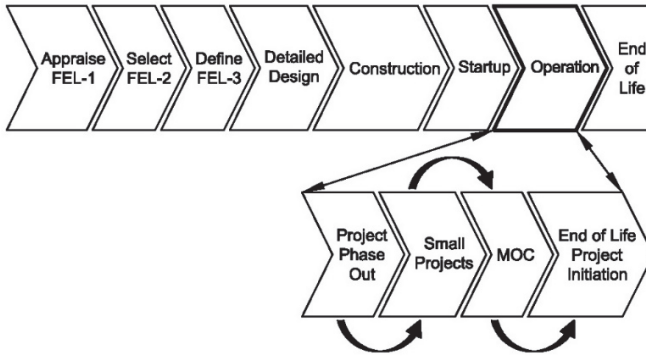 Appraise
FEL-1
Select
FEL-2
Define
FEL-3
Detailed
Design
Construction
Startup
Operation
End
of
Life
Project
Phase
Out
Small
Projects
MOC
End of Life
Project
Initiation